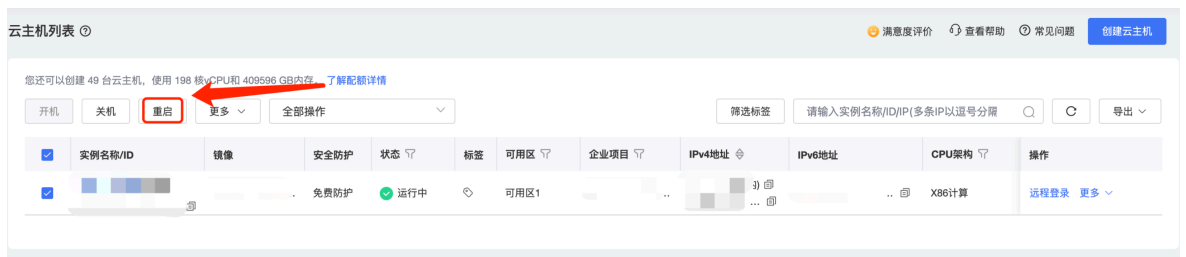 云主机列表
满意度评价 查看帮助 常见问题 创建云主机
您还可以创建 49 台云主机，使用 198 核vCPU和 409596 GB内存。 了解配额详情
开机 关机 重启 更多 全部操作 筛选标签 请输入实例名称/ID/IP(多条IP以逗号分隔 导出
实例名称/ID 镜像 安全防护 状态 标签 可用区 企业项目 IPv4地址 IPv6地址 CPU架构 操作
免费防护 运行中 可用区1 X86计算 远程登录 更多